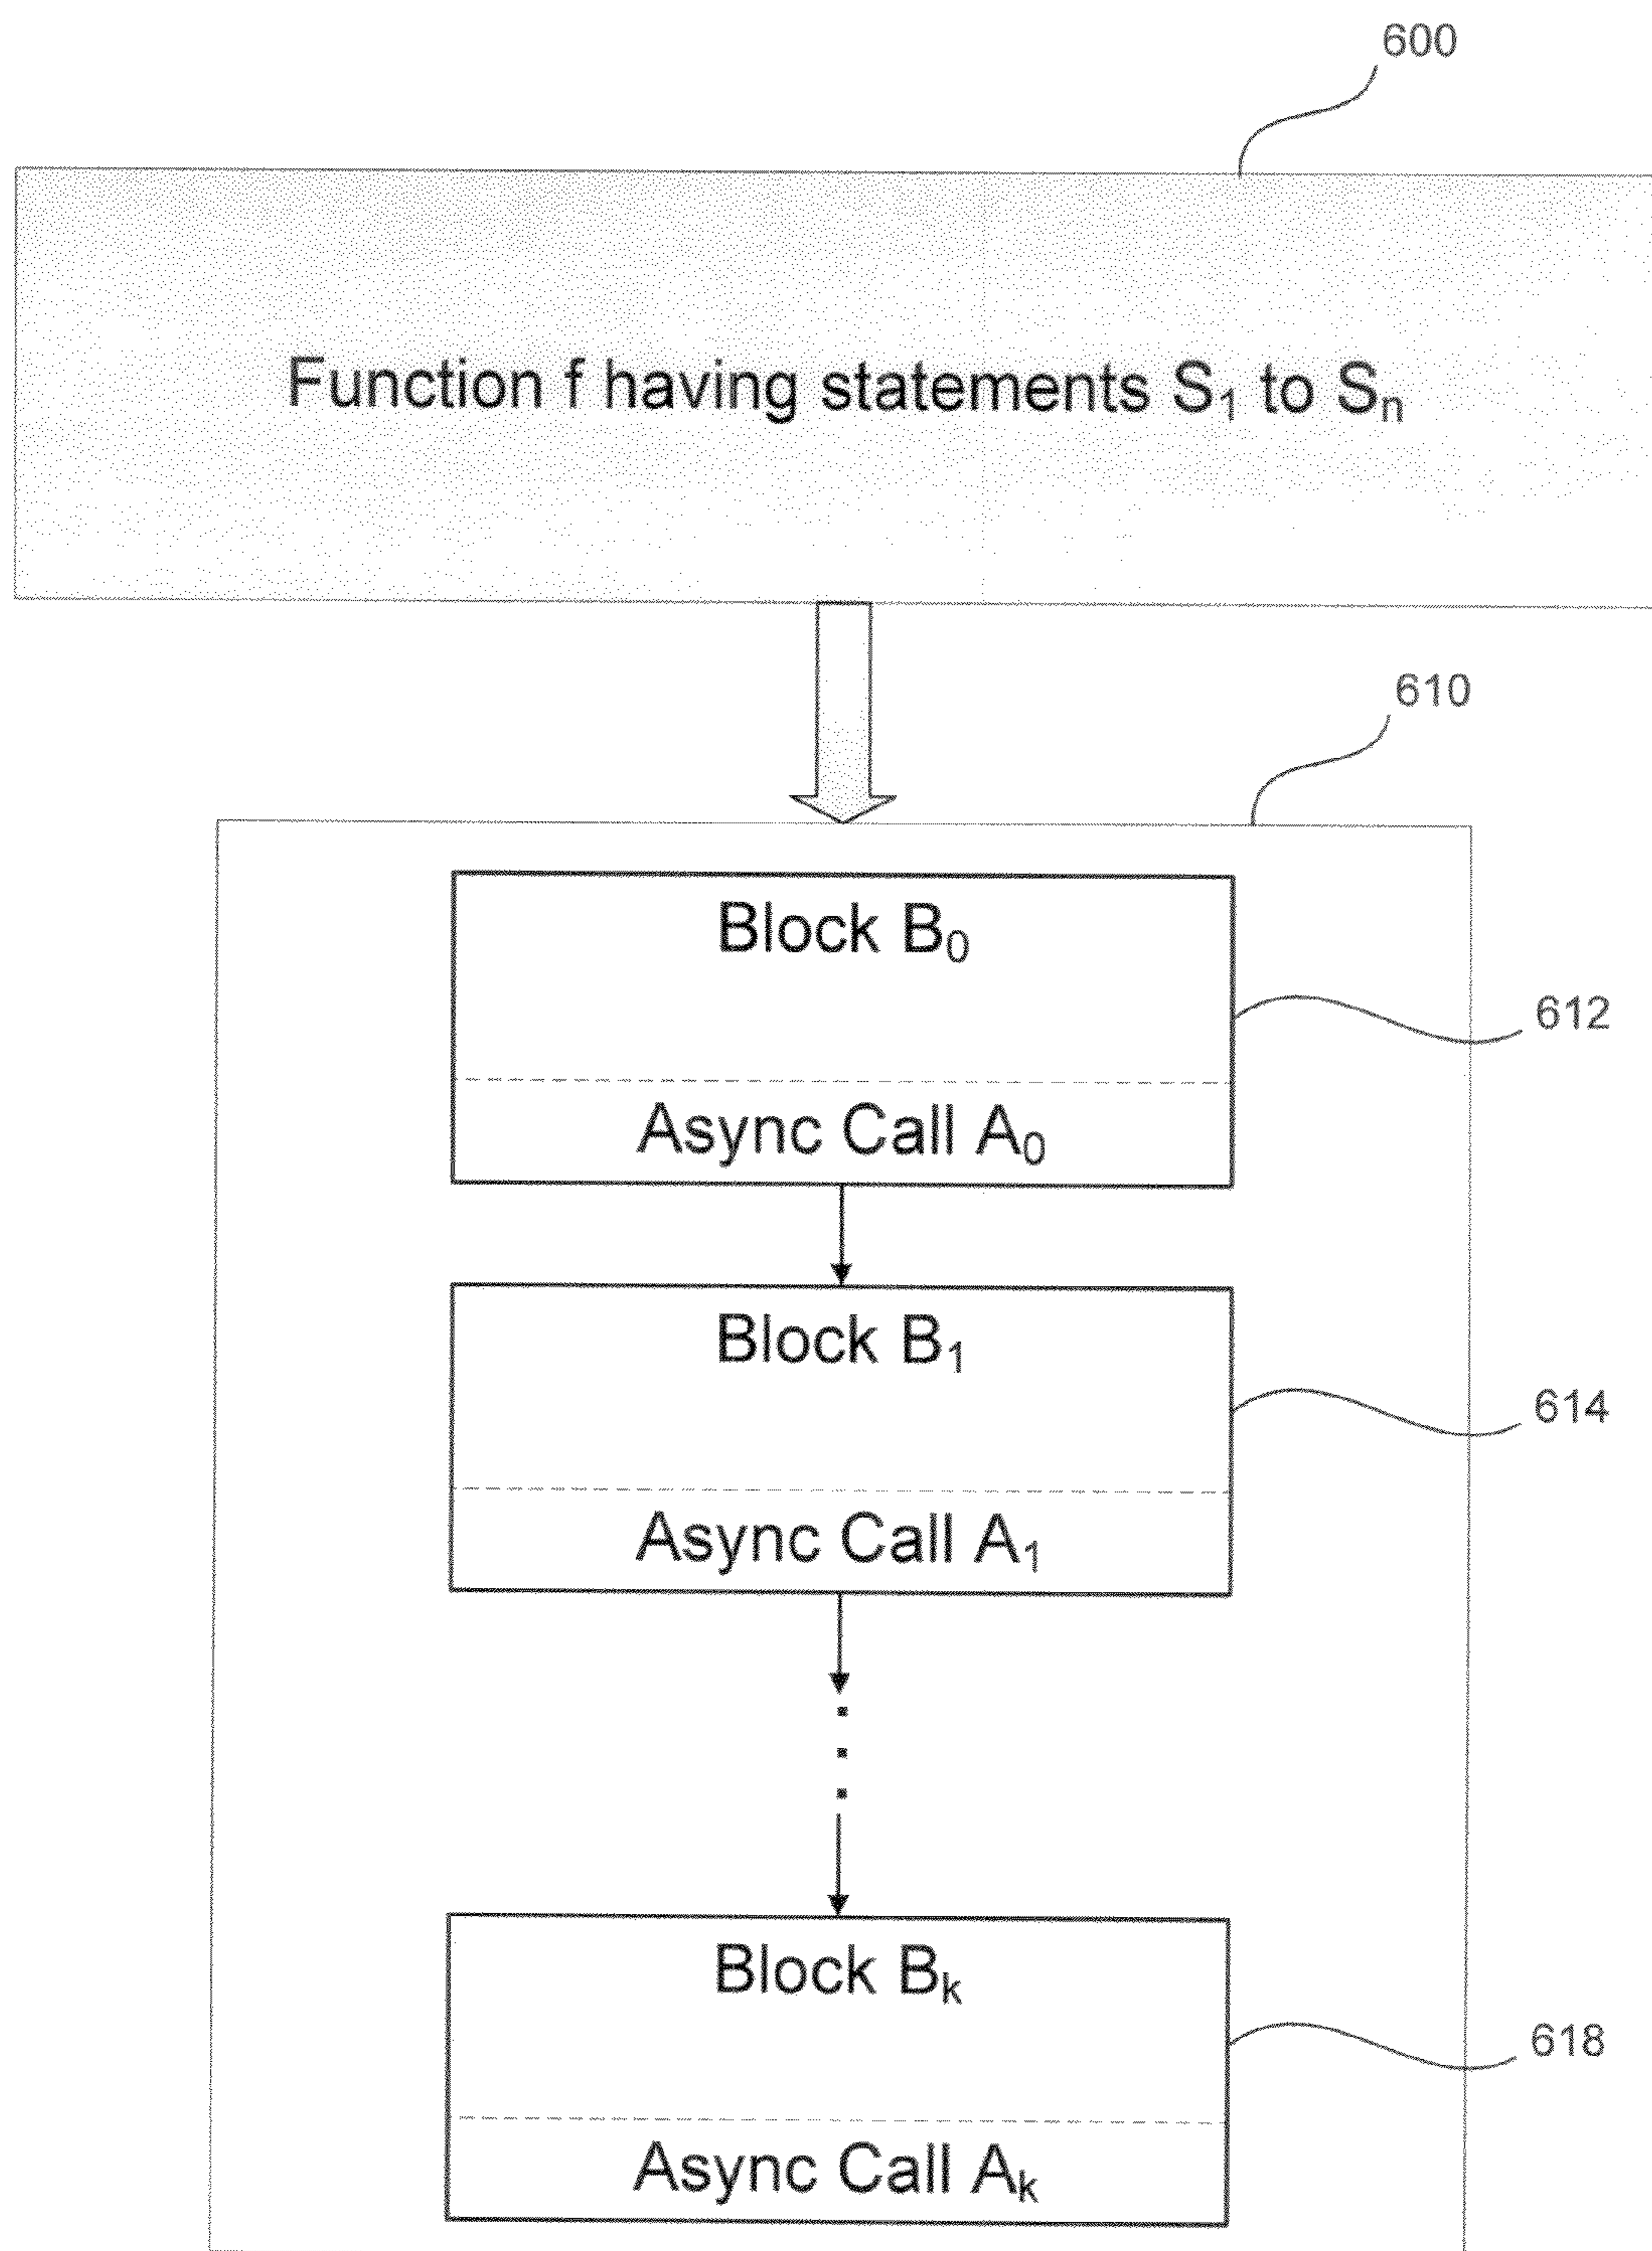 600
Function f having statements S₁ to Sₙ
610
Block B₀
612
Async Call A₀
Block B₁
614
Async Call A₁
Block Bₖ
618
Async Call Aₖ